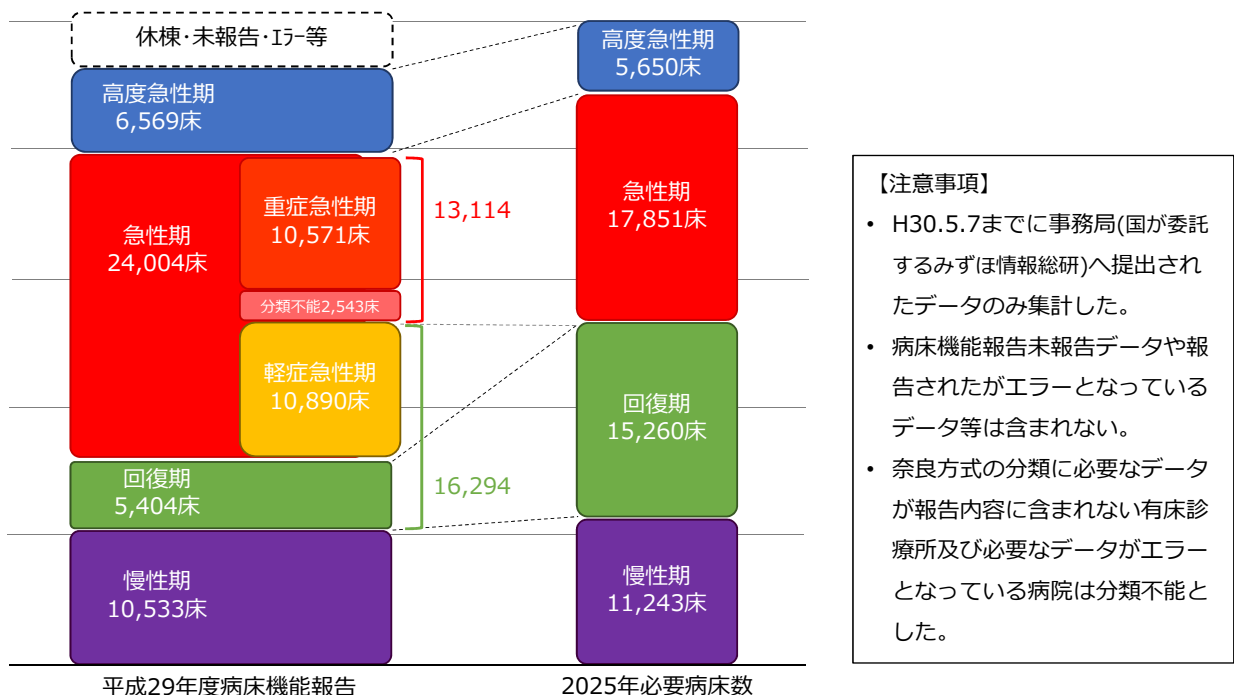 休棟・未報告・ｴﾗｰ等
高度急性期
6,569床
急性期
24,004床
重症急性期
10,571床
分類不能2,543床
軽症急性期
10,890床
回復期
5,404床
慢性期
10,533床
13,114
16,294
平成29年度病床機能報告
高度急性期
5,650床
急性期
17,851床
回復期
15,260床
慢性期
11,243床
2025年必要病床数
【注意事項】
• H30.5.7までに事務局(国が委託
するみずほ情報総研)へ提出され
たデータのみ集計した。
• 病床機能報告未報告データや報
告されたがエラーとなっている
データ等は含まれない。
• 奈良方式の分類に必要なデータ
が報告内容に含まれない有床診
療所及び必要なデータがエラー
となっている病院は分類不能と
した。